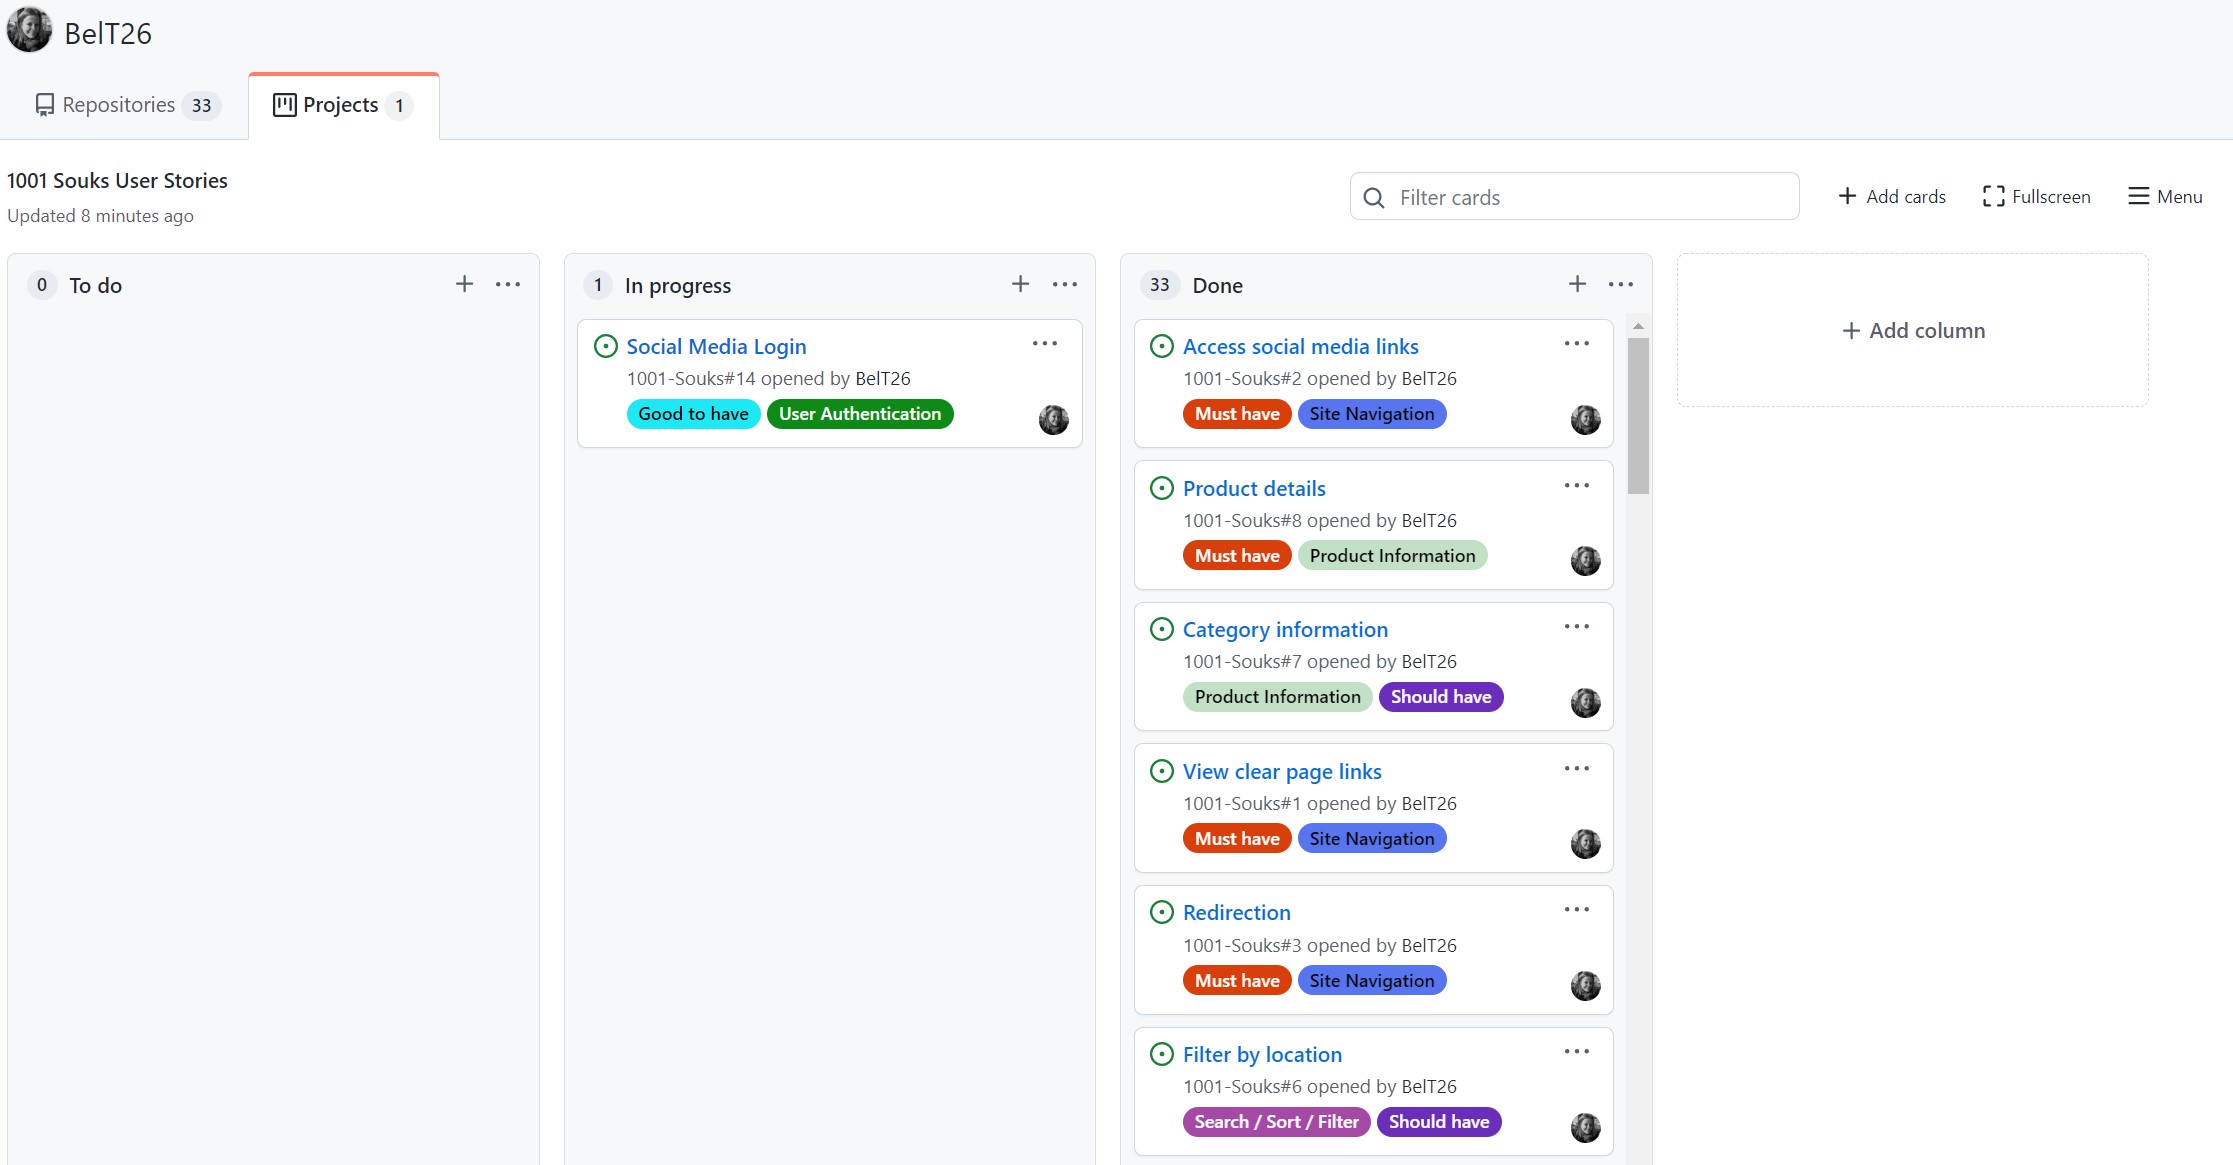 BelT26
Repositories 33
Projects 1
1001 Souks User Stories
Updated 8 minutes ago
Filter cards
Add cards
Fullscreen
Menu
0 To do
1 In progress
Social Media Login
1001-Souks#14 opened by BelT26
Good to have User Authentication
33 Done
Access social media links
1001-Souks#2 opened by BelT26
Must have Site Navigation
Product details
1001-Souks#8 opened by BelT26
Must have Product Information
Category information
1001-Souks#7 opened by BelT26
Product Information Should have
View clear page links
1001-Souks#1 opened by BelT26
Must have Site Navigation
Redirection
1001-Souks#3 opened by BelT26
Must have Site Navigation
Filter by location
1001-Souks#6 opened by BelT26
Search / Sort / Filter Should have
Add column